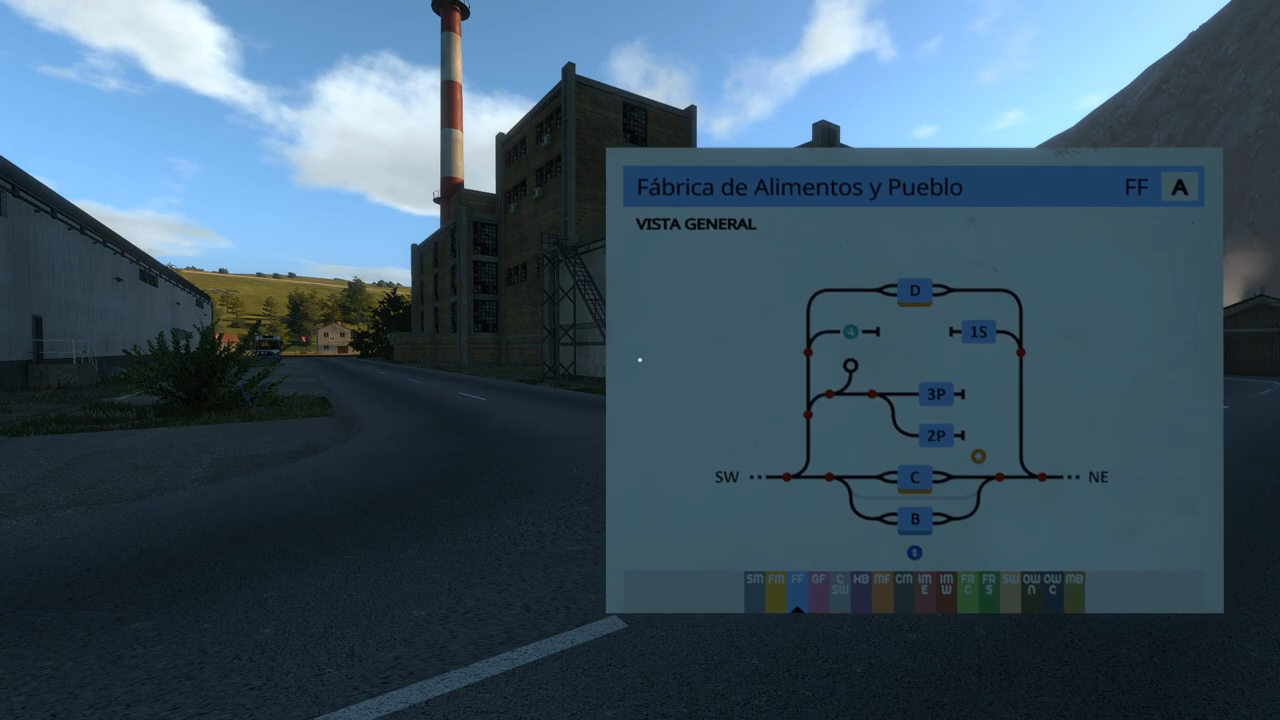 Fábrica de Alimentos y Pueblo FF A
VISTA GENERAL
D
1S
3P
2P
SW C NE
B
SM FM FF GF C SW HB MF CM IM E IM W FR C FR S SW OW N OW C MB